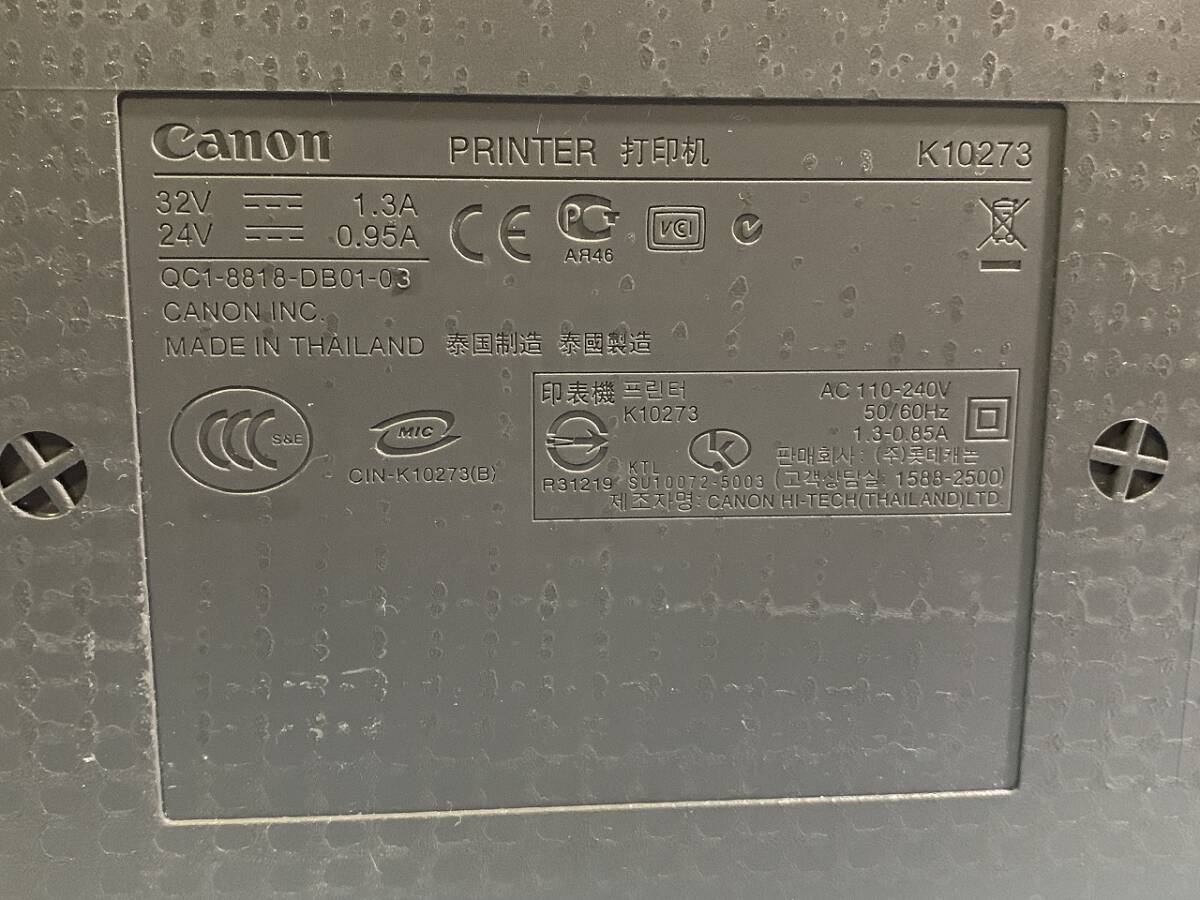 Canon PRINTER 打印机 K10273
32V 1.3A
24V 0.95A
CE
PCT
АЯ46
VCI
QC1-8818-DB01-03
CANON INC.
MADE IN THAILAND 泰国制造 泰國製造
CCC S&E
MIC
CIN-K10273(B)
印表機 프린터 AC 110-240V
K10273 50/60Hz
1.3-0.85A
R31219
KTL 판매회사 : (주)롯데캐논
SU10072-5003 (고객상담실: 1588-2500)
제조자명: CANON HI-TECH(THAILAND)LTD.